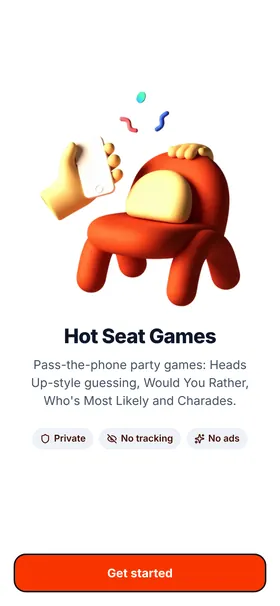 Hot Seat Games
Pass-the-phone party games: Heads
Up-style guessing, Would You Rather,
Who's Most Likely and Charades.
Private
No tracking
No ads
Get started